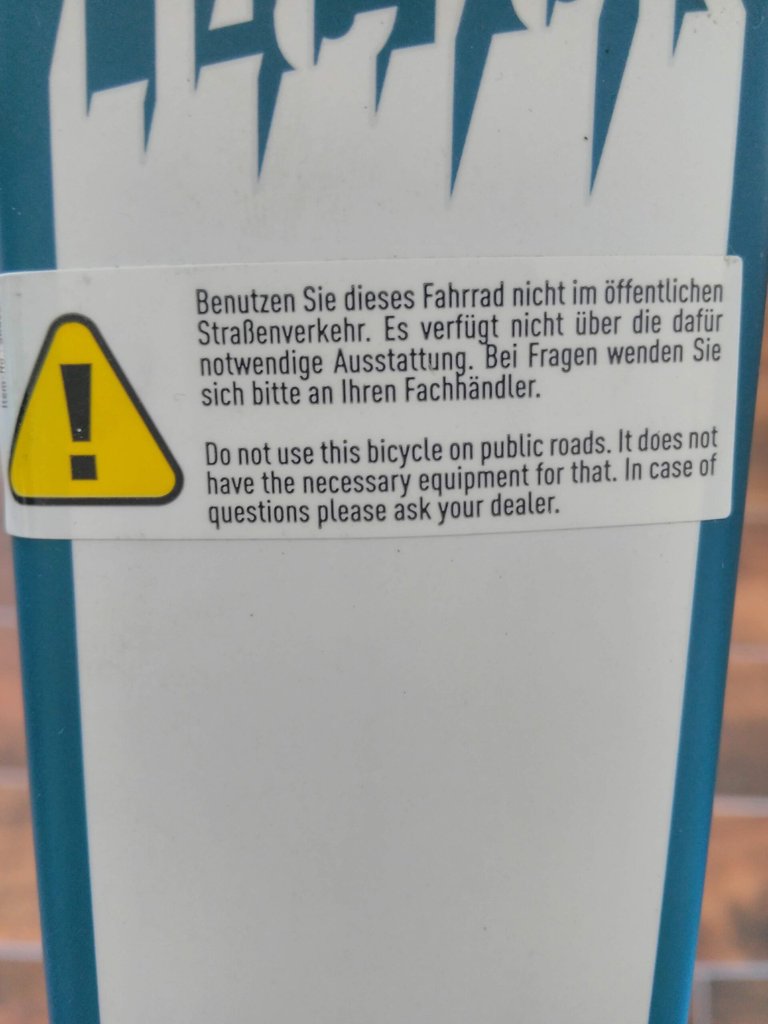 Benutzen Sie dieses Fahrrad nicht im öffentlichen
Straßenverkehr. Es verfügt nicht über die dafür
notwendige Ausstattung. Bei Fragen wenden Sie
sich bitte an Ihren Fachhändler.
Do not use this bicycle on public roads. It does not
have the necessary equipment for that. In case of
questions please ask your dealer.